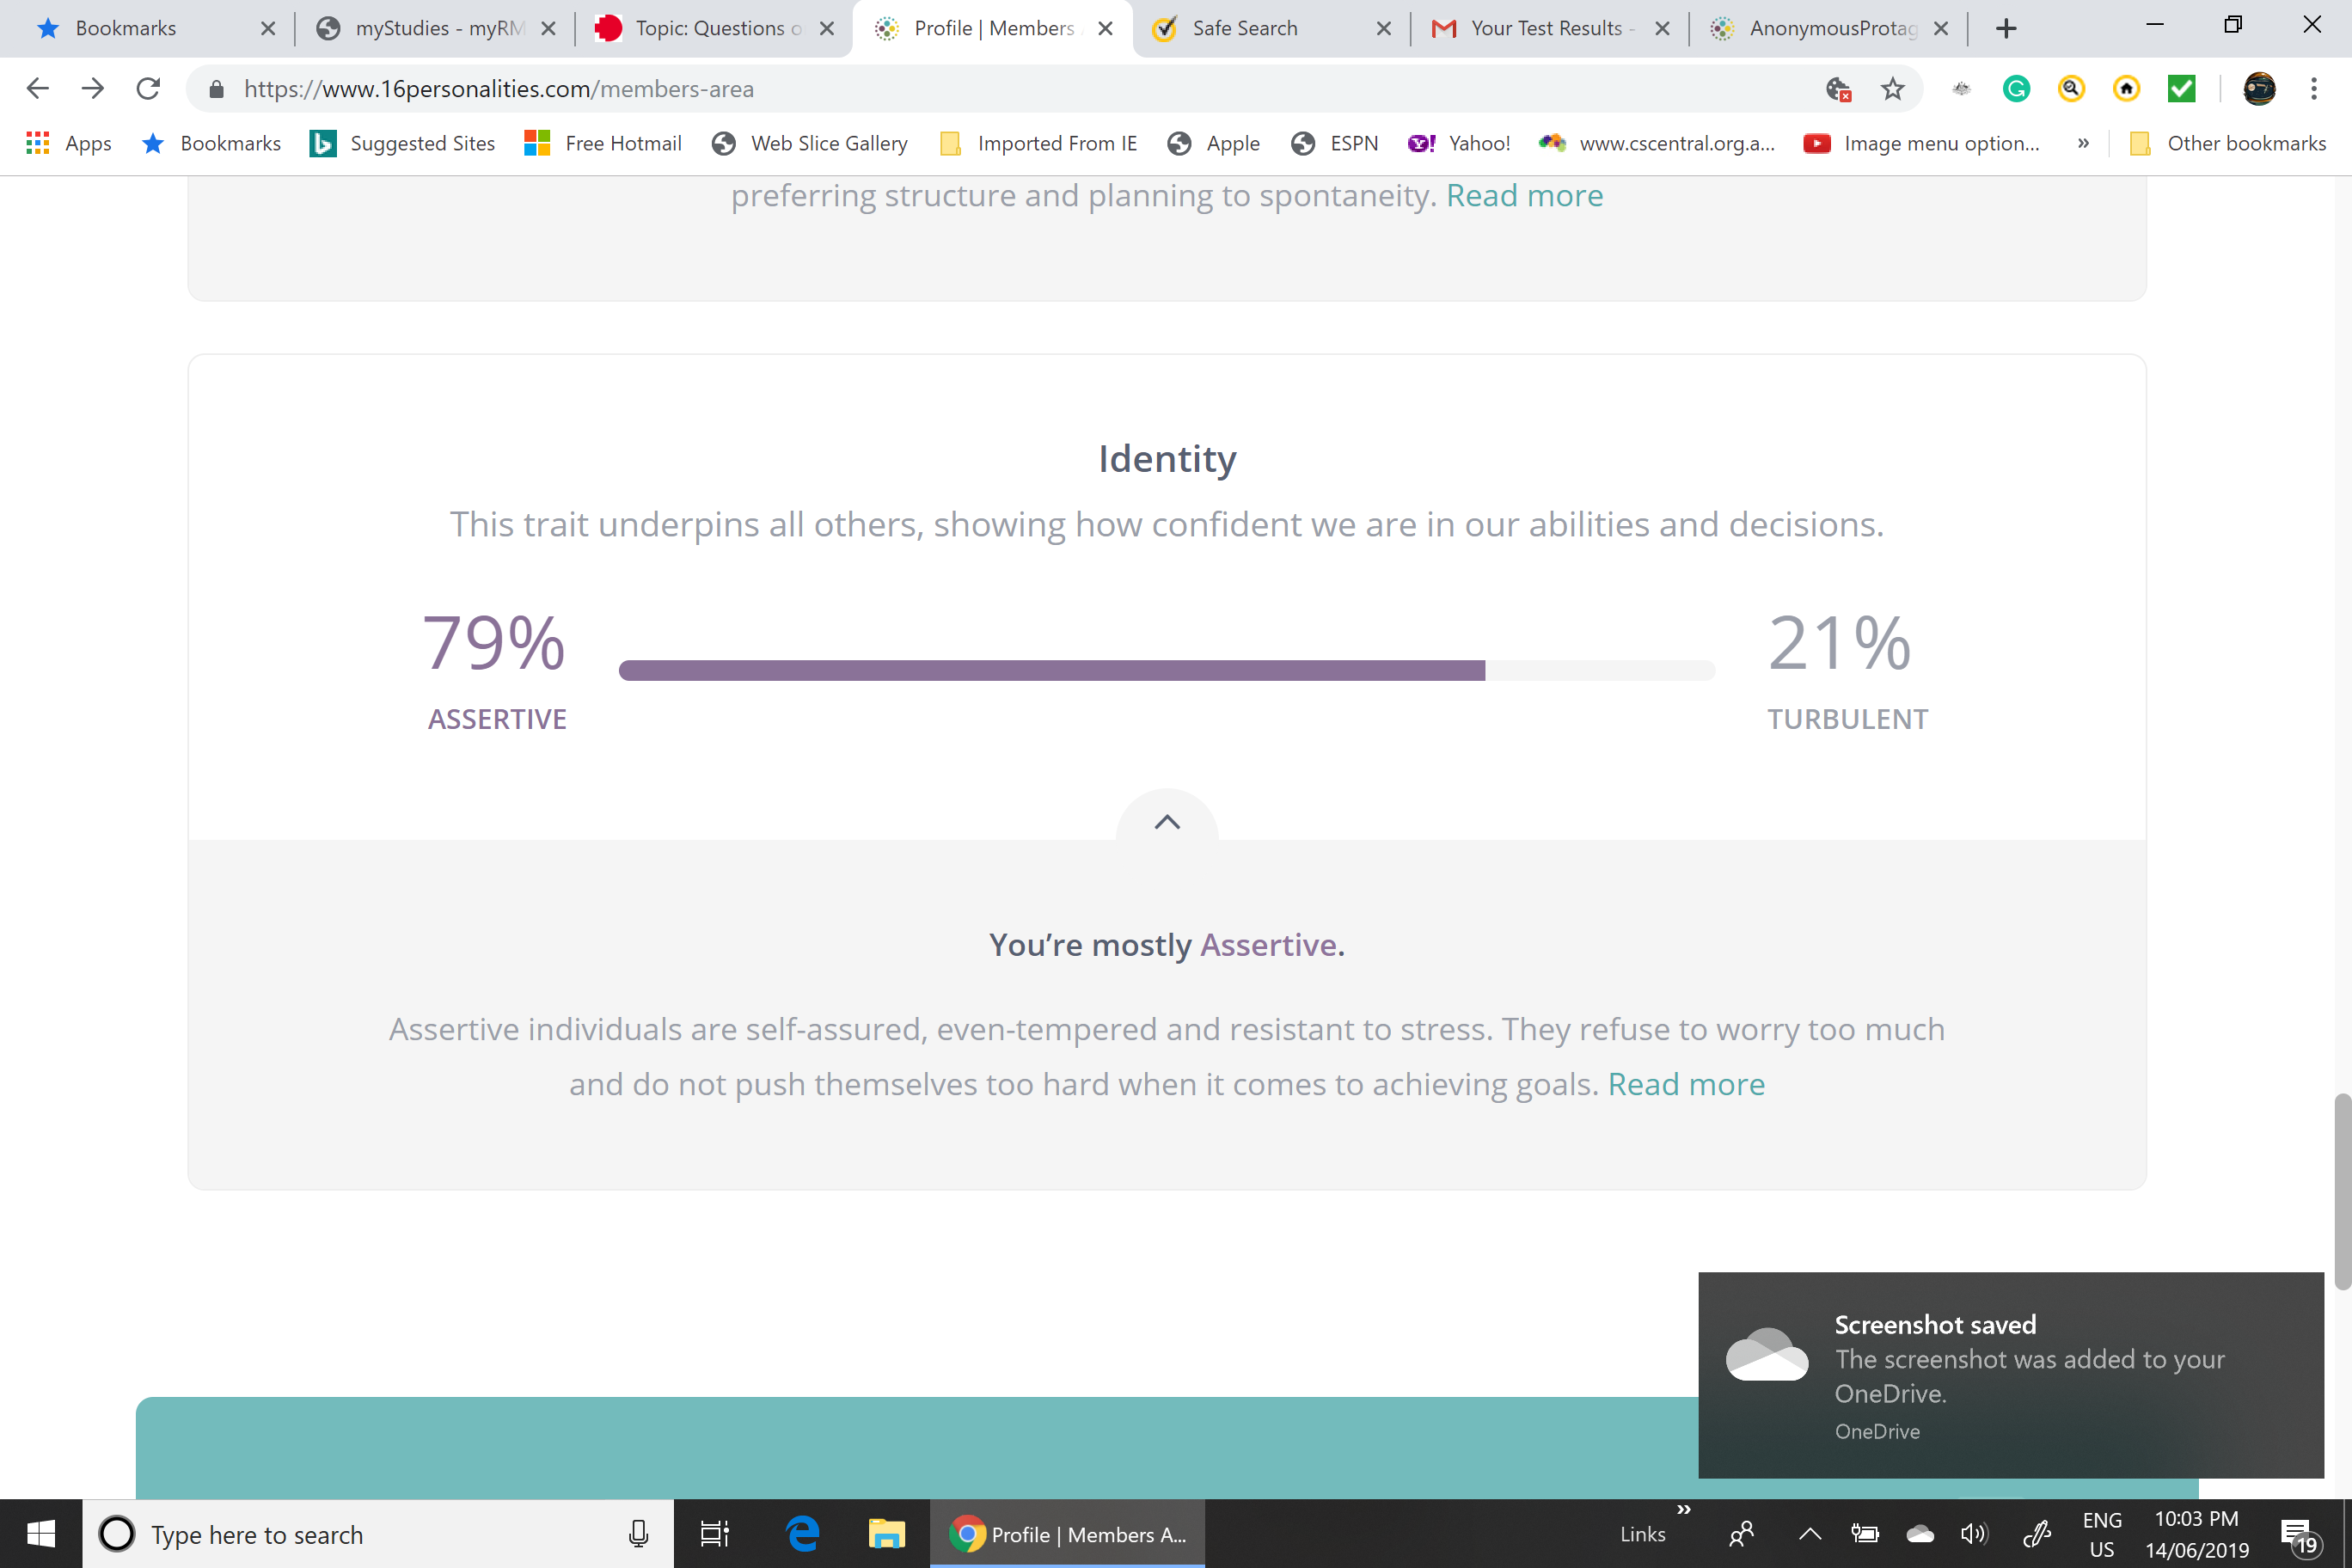 Bookmarks
myStudies - myRM
Topic: Questions o
Profile | Members
Safe Search
Your Test Results -
AnonymousProtag
https://www.16personalities.com/members-area
Apps
Bookmarks
Suggested Sites
Free Hotmail
Web Slice Gallery
Imported From IE
Apple
ESPN
Yahoo!
www.cscentral.org.a...
Image menu option...
»
Other bookmarks
preferring structure and planning to spontaneity. Read more
Identity
This trait underpins all others, showing how confident we are in our abilities and decisions.
79%
ASSERTIVE
21%
TURBULENT
You’re mostly Assertive.
Assertive individuals are self-assured, even-tempered and resistant to stress. They refuse to worry too much
and do not push themselves too hard when it comes to achieving goals. Read more
Screenshot saved
The screenshot was added to your
OneDrive.
OneDrive
Type here to search
Profile | Members A...
Links
»
ENG
US
10:03 PM
14/06/2019
19